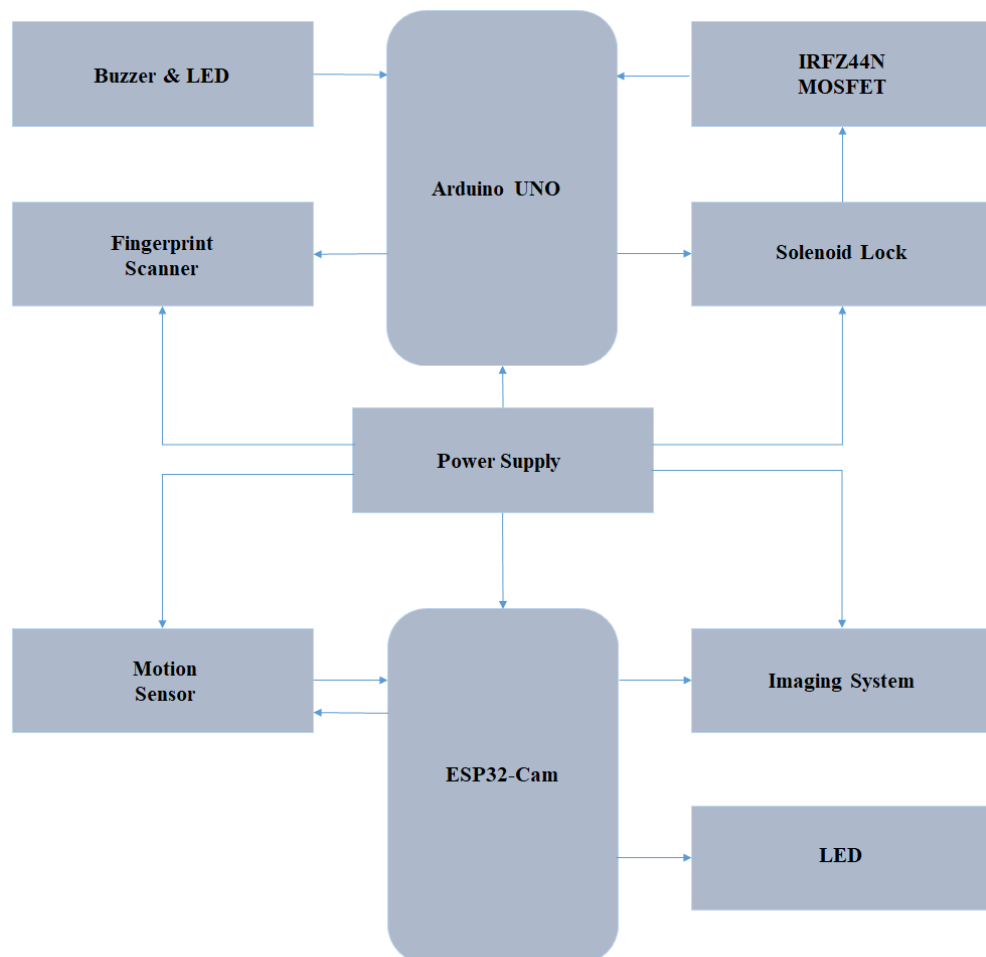 Buzzer & LED
IRFZ44N
MOSFET
Arduino UNO
Fingerprint
Scanner
Solenoid Lock
Power Supply
Motion
Sensor
Imaging System
ESP32-Cam
LED